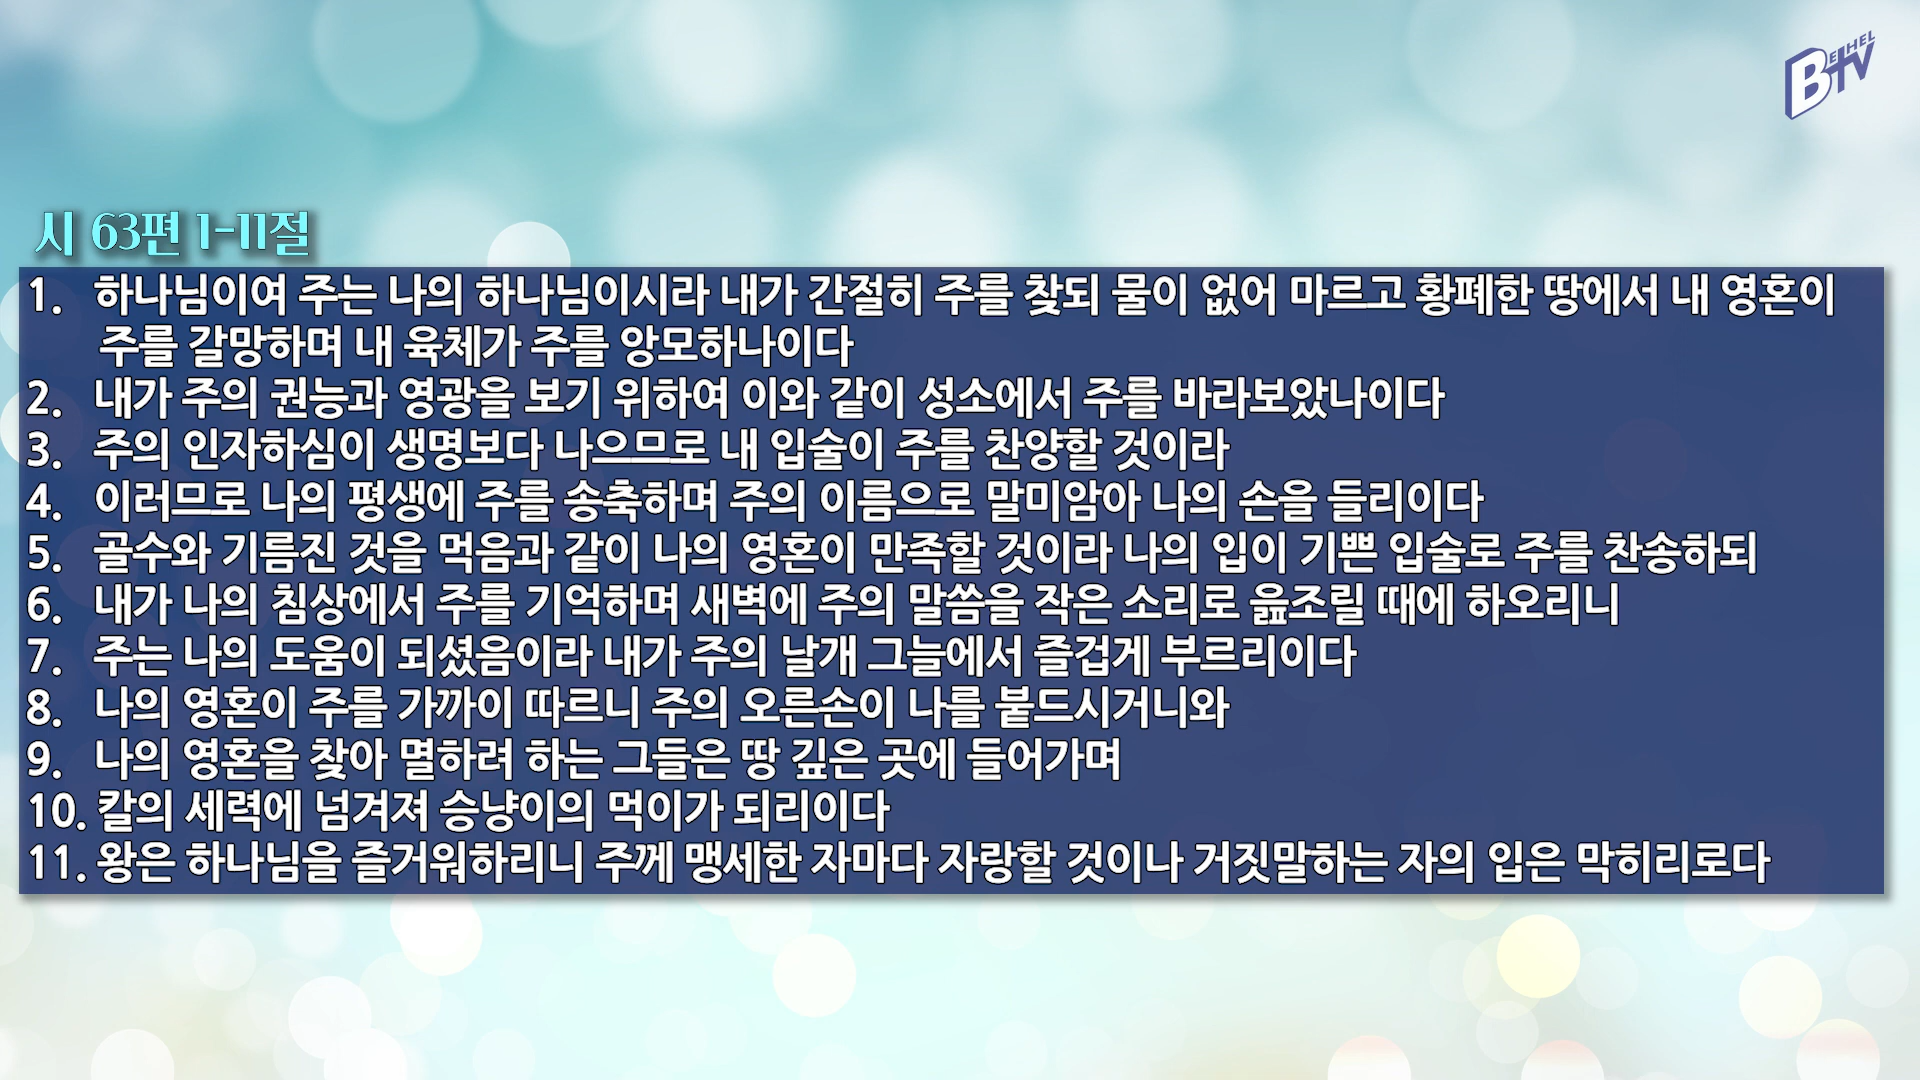 BETHEL TV
시 63편 1-11절
1. 하나님이여 주는 나의 하나님이시라 내가 간절히 주를 찾되 물이 없어 마르고 황폐한 땅에서 내 영혼이
주를 갈망하며 내 육체가 주를 앙모하나이다
2. 내가 주의 권능과 영광을 보기 위하여 이와 같이 성소에서 주를 바라보았나이다
3. 주의 인자하심이 생명보다 나으므로 내 입술이 주를 찬양할 것이라
4. 이러므로 나의 평생에 주를 송축하며 주의 이름으로 말미암아 나의 손을 들리이다
5. 골수와 기름진 것을 먹음과 같이 나의 영혼이 만족할 것이라 나의 입이 기쁜 입술로 주를 찬송하되
6. 내가 나의 침상에서 주를 기억하며 새벽에 주의 말씀을 작은 소리로 읊조릴 때에 하오리니
7. 주는 나의 도움이 되셨음이라 내가 주의 날개 그늘에서 즐겁게 부르리이다
8. 나의 영혼이 주를 가까이 따르니 주의 오른손이 나를 붙드시거니와
9. 나의 영혼을 찾아 멸하려 하는 그들은 땅 깊은 곳에 들어가며
10. 칼의 세력에 넘겨져 승냥이의 먹이가 되리이다
11. 왕은 하나님을 즐거워하리니 주께 맹세한 자마다 자랑할 것이나 거짓말하는 자의 입은 막히리로다